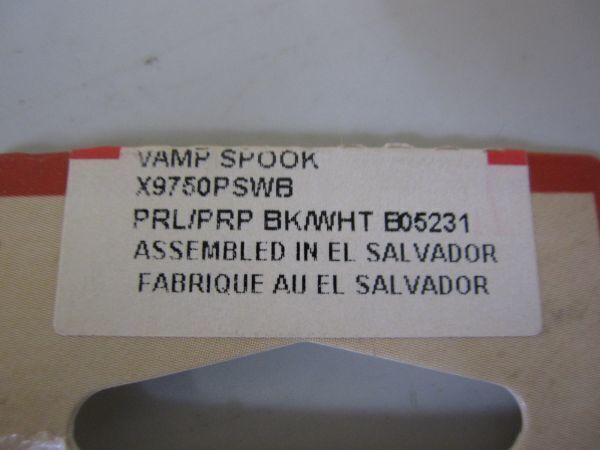 VAMP SPOOK
X9750PSWB
PRL/PRP BK/WHT B05231
ASSEMBLED IN EL SALVADOR
FABRIQUE AU EL SALVADOR